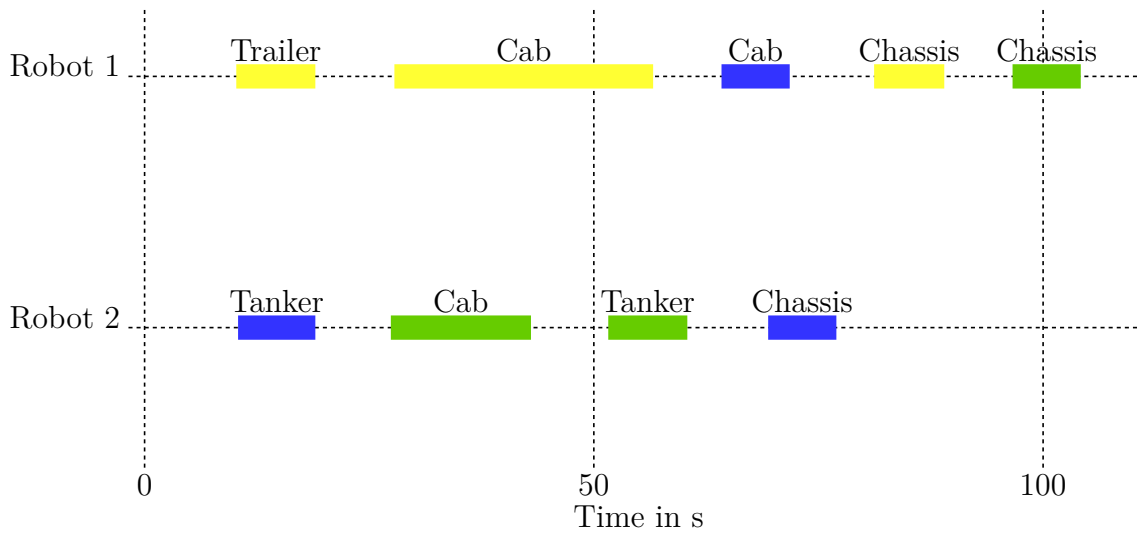 Robot 1
Trailer
Cab
Cab
Chassis
Chassis
Robot 2
Tanker
Cab
Tanker
Chassis
0
50
100
Time in s